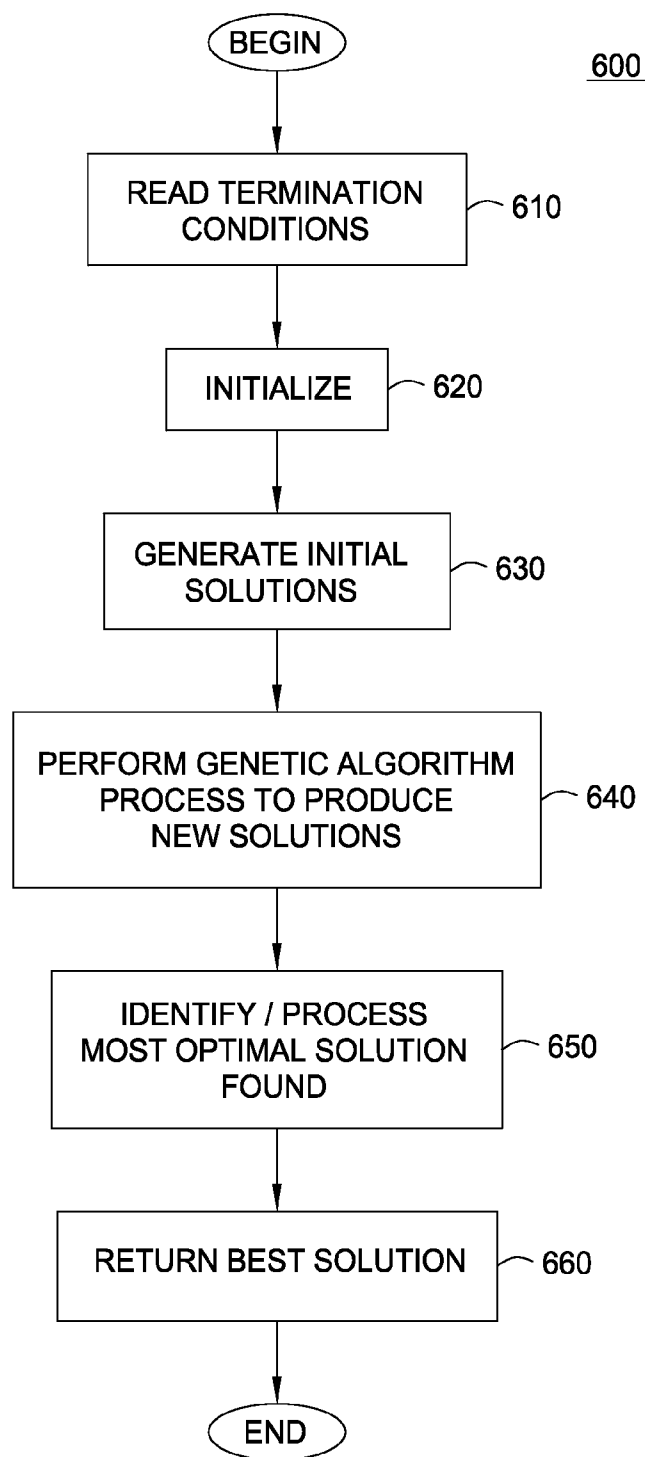 BEGIN
600
READ TERMINATION
CONDITIONS
610
INITIALIZE
620
GENERATE INITIAL
SOLUTIONS
630
PERFORM GENETIC ALGORITHM
PROCESS TO PRODUCE
NEW SOLUTIONS
640
IDENTIFY / PROCESS
MOST OPTIMAL SOLUTION
FOUND
650
RETURN BEST SOLUTION
660
END